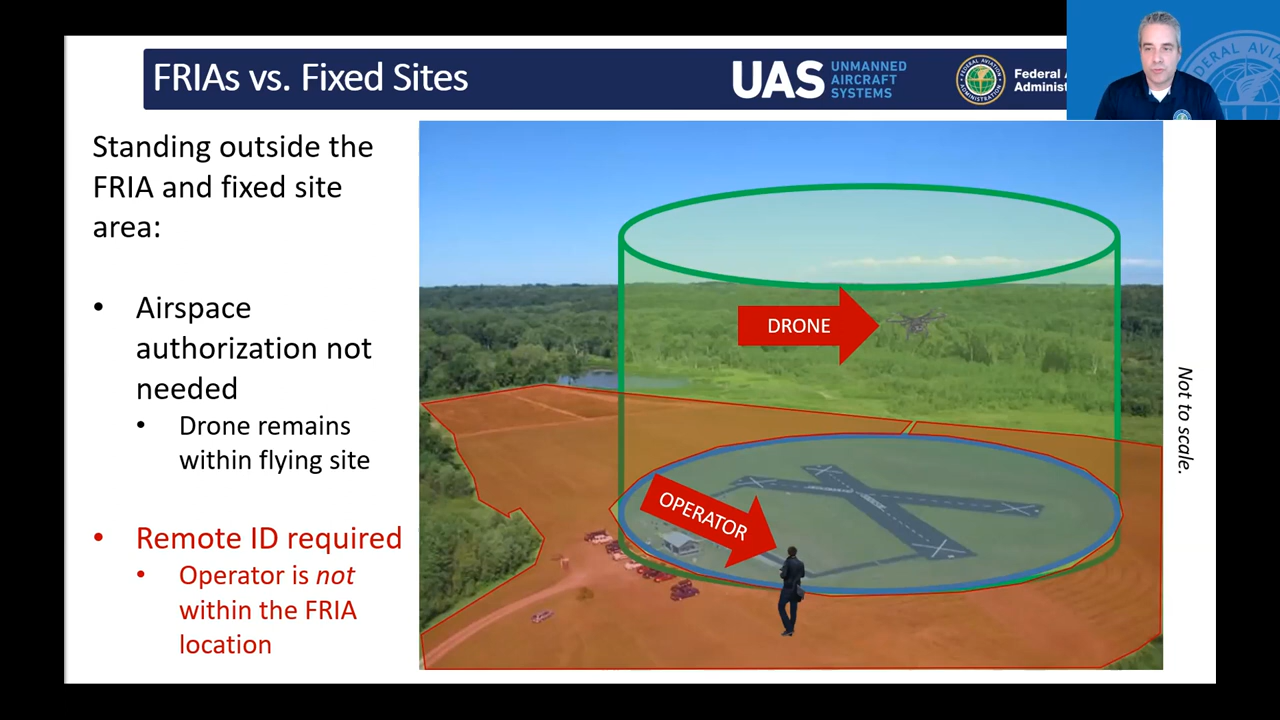 FRIAs vs. Fixed Sites
UAS
UNMANNED
AIRCRAFT
SYSTEMS
Federal
Administ
Standing outside the
FRIA and fixed site
area:
• Airspace
authorization not
needed
• Drone remains
within flying site
• Remote ID required
• Operator is not
within the FRIA
location
DRONE
OPERATOR
Not to scale.